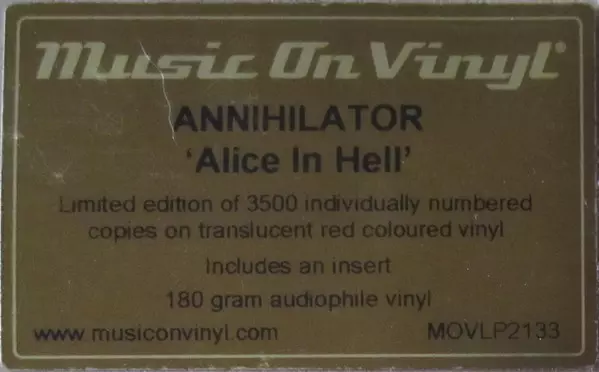 Music On Vinyl®
ANNIHILATOR
'Alice In Hell'
Limited edition of 3500 individually numbered
copies on translucent red coloured vinyl
Includes an insert
180 gram audiophile vinyl
www.musiconvinyl.com MOVLP2133